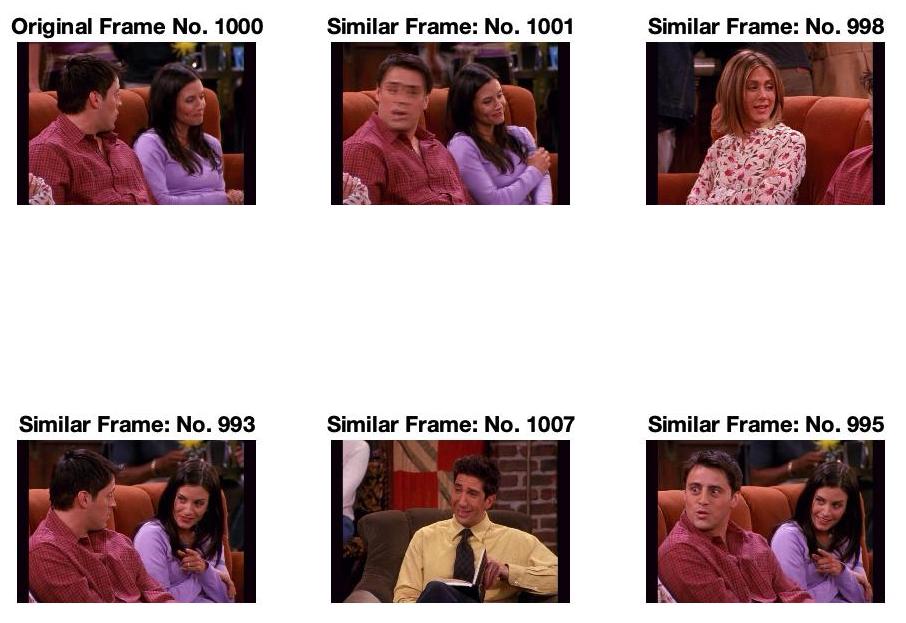 Original Frame No. 1000
Similar Frame: No. 1001
Similar Frame: No. 998
Similar Frame: No. 993
Similar Frame: No. 1007
Similar Frame: No. 995